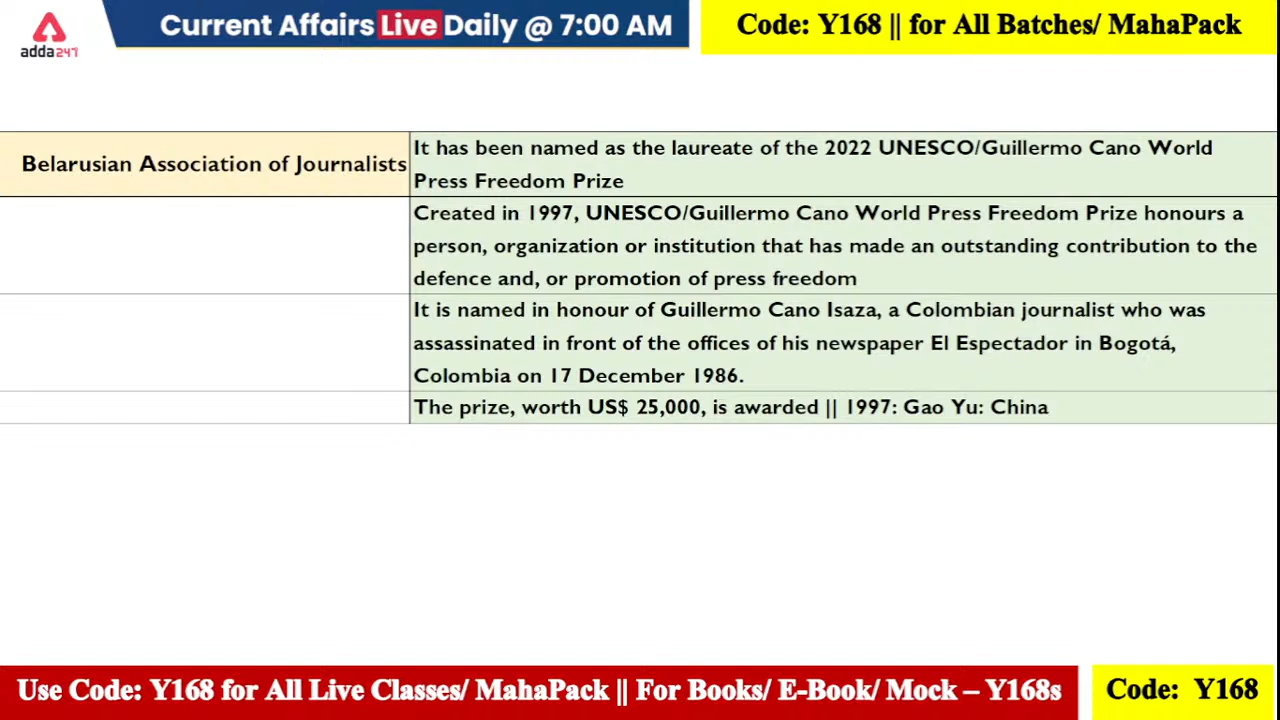 adda247
Current Affairs Live Daily @ 7:00 AM
Code: Y168 || for All Batches/ MahaPack
Belarusian Association of Journalists
It has been named as the laureate of the 2022 UNESCO/Guillermo Cano World
Press Freedom Prize
Created in 1997, UNESCO/Guillermo Cano World Press Freedom Prize honours a
person, organization or institution that has made an outstanding contribution to the
defence and, or promotion of press freedom
It is named in honour of Guillermo Cano Isaza, a Colombian journalist who was
assassinated in front of the offices of his newspaper El Espectador in Bogotá,
Colombia on 17 December 1986.
The prize, worth US$ 25,000, is awarded || 1997: Gao Yu: China
Use Code: Y168 for All Live Classes/ MahaPack || For Books/ E-Book/ Mock – Y168s
Code: Y168